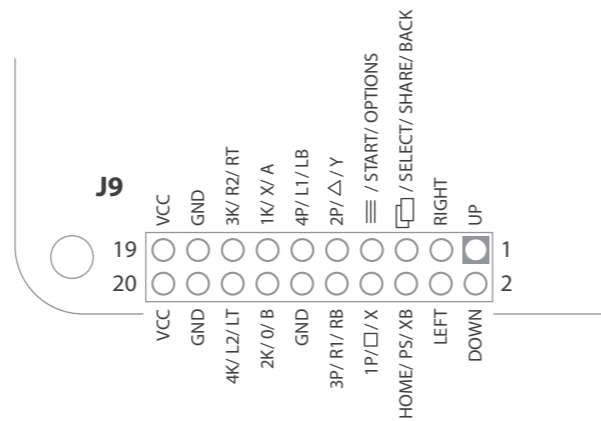 J9
VCC
GND
3K/ R2/ RT
1K/ X/ A
4P/ L1/ LB
2P/ △/ Y
/ START/ OPTIONS
/ SELECT/ SHARE/ BACK
RIGHT
UP
19
1
20
2
VCC
GND
4K/ L2/ LT
2K/ 0/ B
GND
3P/ R1/ RB
1P/ □/ X
HOME/ PS/ XB
LEFT
DOWN